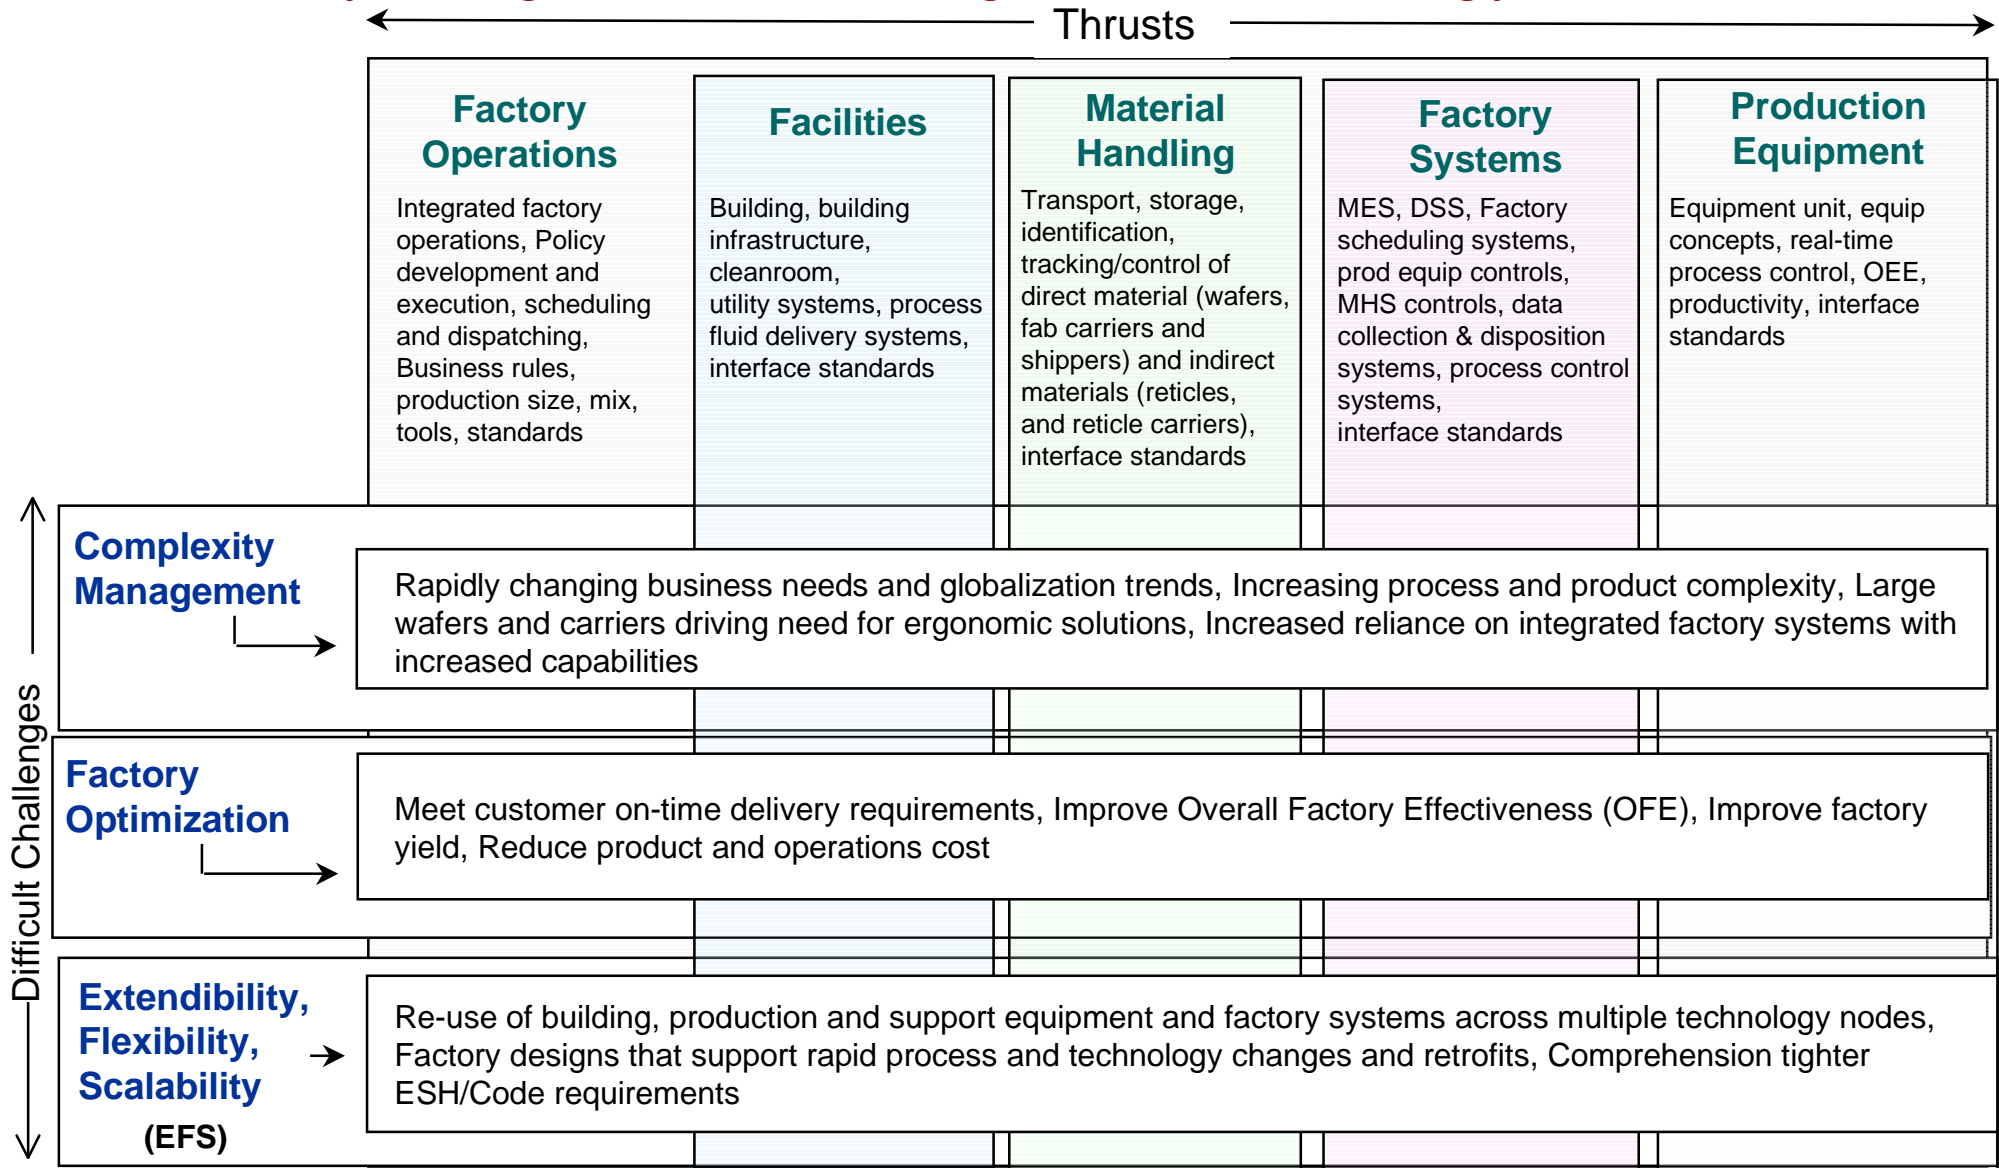 Thrusts
Factory
Operations
Integrated factory
operations, Policy
development and
execution, scheduling
and dispatching,
Business rules,
production size, mix,
tools, standards
Facilities
Building, building
infrastructure,
cleanroom,
utility systems, process
fluid delivery systems,
interface standards
Material
Handling
Transport, storage,
identification,
tracking/control of
direct material (wafers,
fab carriers and
shippers) and indirect
materials (reticles,
and reticle carriers),
interface standards
Factory
Systems
MES, DSS, Factory
scheduling systems,
prod equip controls,
MHS controls, data
collection & disposition
systems, process control
systems,
interface standards
Production
Equipment
Equipment unit, equip
concepts, real-time
process control, OEE,
productivity, interface
standards
Difficult Challenges
Complexity
Management
Rapidly changing business needs and globalization trends, Increasing process and product complexity, Large
wafers and carriers driving need for ergonomic solutions, Increased reliance on integrated factory systems with
increased capabilities
Factory
Optimization
Meet customer on-time delivery requirements, Improve Overall Factory Effectiveness (OFE), Improve factory
yield, Reduce product and operations cost
Extendibility,
Flexibility,
Scalability
(EFS)
Re-use of building, production and support equipment and factory systems across multiple technology nodes,
Factory designs that support rapid process and technology changes and retrofits, Comprehension tighter
ESH/Code requirements